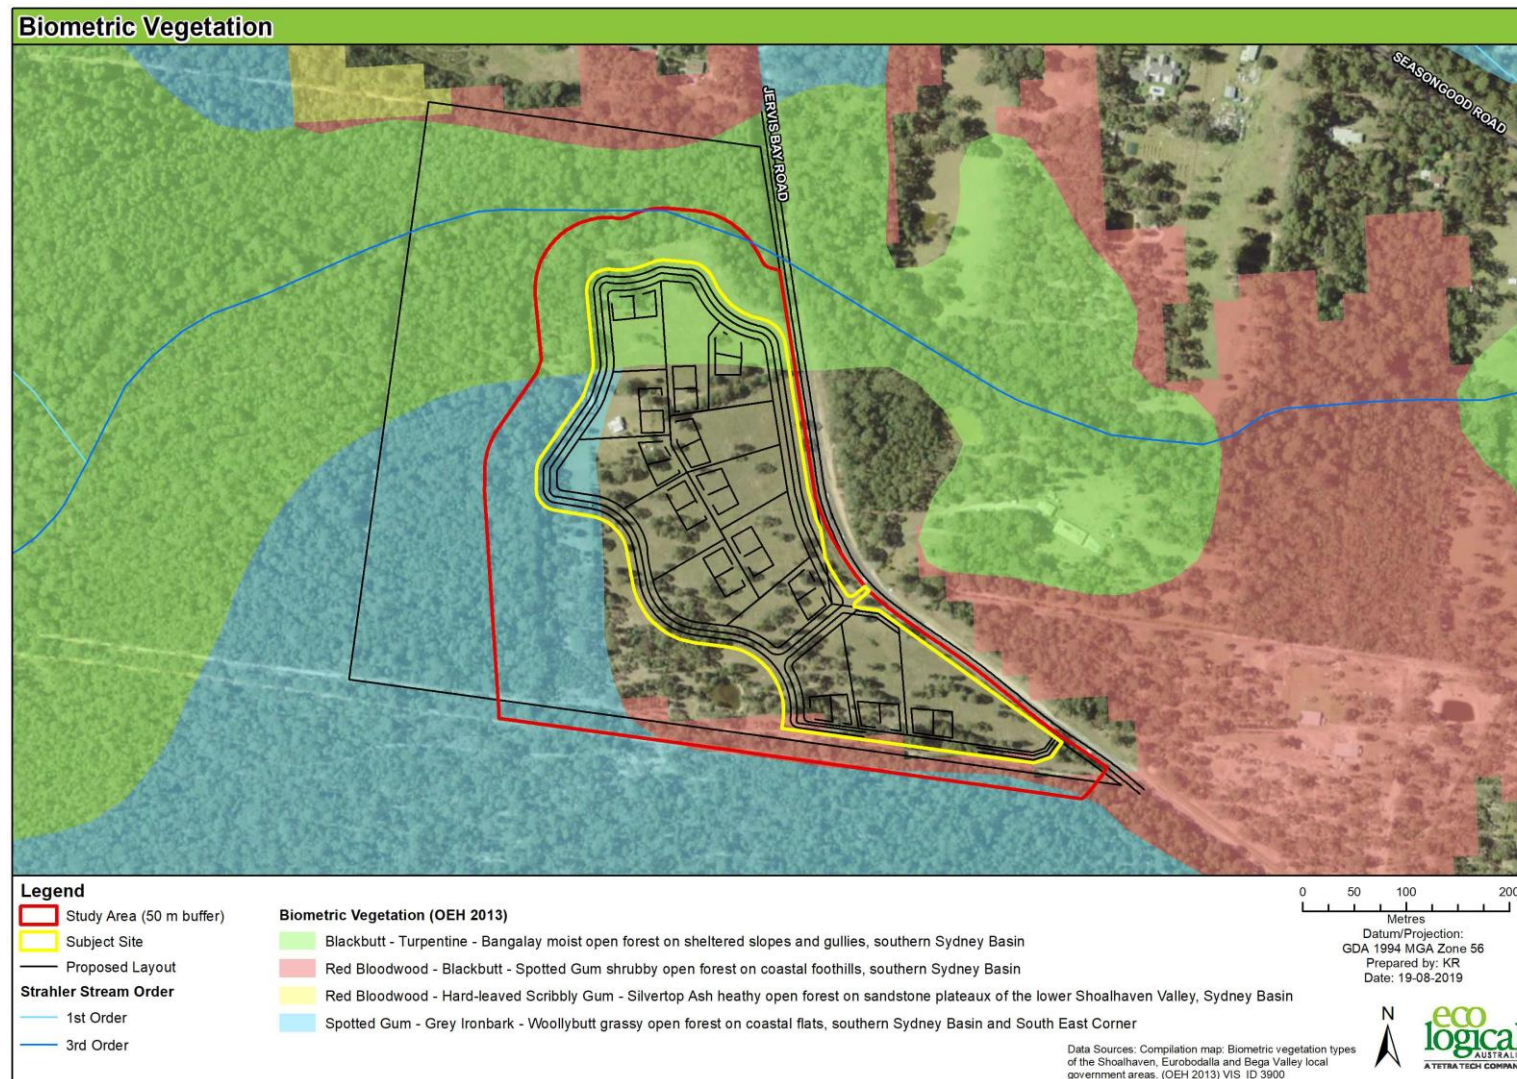 Biometric Vegetation
SEASONGOOD ROAD
JERVIS BAY ROAD
Legend
Study Area (50 m buffer)
Subject Site
Proposed Layout
Strahler Stream Order
1st Order
3rd Order
Biometric Vegetation (OEH 2013)
Blackbutt - Turpentine - Bangalay moist open forest on sheltered slopes and gullies, southern Sydney Basin
Red Bloodwood - Blackbutt - Spotted Gum shrubby open forest on coastal foothills, southern Sydney Basin
Red Bloodwood - Hard-leaved Scribbly Gum - Silvertop Ash heathy open forest on sandstone plateaux of the lower Shoalhaven Valley, Sydney Basin
Spotted Gum - Grey Ironbark - Woollybutt grassy open forest on coastal flats, southern Sydney Basin and South East Corner
0 50 100 200
Metres
Datum/Projection:
GDA 1994 MGA Zone 56
Prepared by: KR
Date: 19-08-2019
N
eco
logical
AUSTRALIA
A TETRA TECH COMPANY
Data Sources: Compilation map: Biometric vegetation types
of the Shoalhaven, Eurobodalla and Bega Valley local
government areas. (OEH 2013) VIS_ID 3900